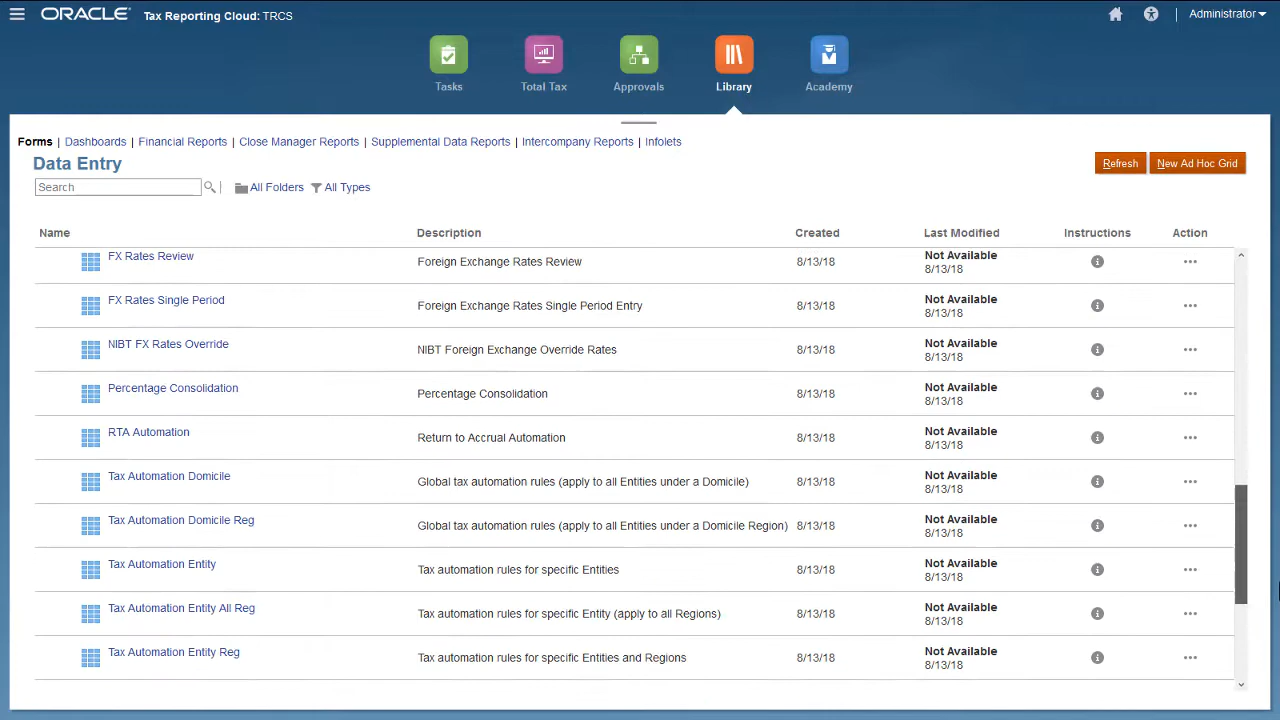 ORACLE Tax Reporting Cloud: TRCS Administrator
Tasks Total Tax Approvals Library Academy
Forms | Dashboards | Financial Reports | Close Manager Reports | Supplemental Data Reports | Intercompany Reports | Infolets
Data Entry
Refresh New Ad Hoc Grid
Search All Folders All Types
Name Description Created Last Modified Instructions Action
FX Rates Review Foreign Exchange Rates Review 8/13/18 Not Available 8/13/18
FX Rates Single Period Foreign Exchange Rates Single Period Entry 8/13/18 Not Available 8/13/18
NIBT FX Rates Override NIBT Foreign Exchange Override Rates 8/13/18 Not Available 8/13/18
Percentage Consolidation Percentage Consolidation 8/13/18 Not Available 8/13/18
RTA Automation Return to Accrual Automation 8/13/18 Not Available 8/13/18
Tax Automation Domicile Global tax automation rules (apply to all Entities under a Domicile) 8/13/18 Not Available 8/13/18
Tax Automation Domicile Reg Global tax automation rules (apply to all Entities under a Domicile Region) 8/13/18 Not Available 8/13/18
Tax Automation Entity Tax automation rules for specific Entities 8/13/18 Not Available 8/13/18
Tax Automation Entity All Reg Tax automation rules for specific Entity (apply to all Regions) 8/13/18 Not Available 8/13/18
Tax Automation Entity Reg Tax automation rules for specific Entities and Regions 8/13/18 Not Available 8/13/18